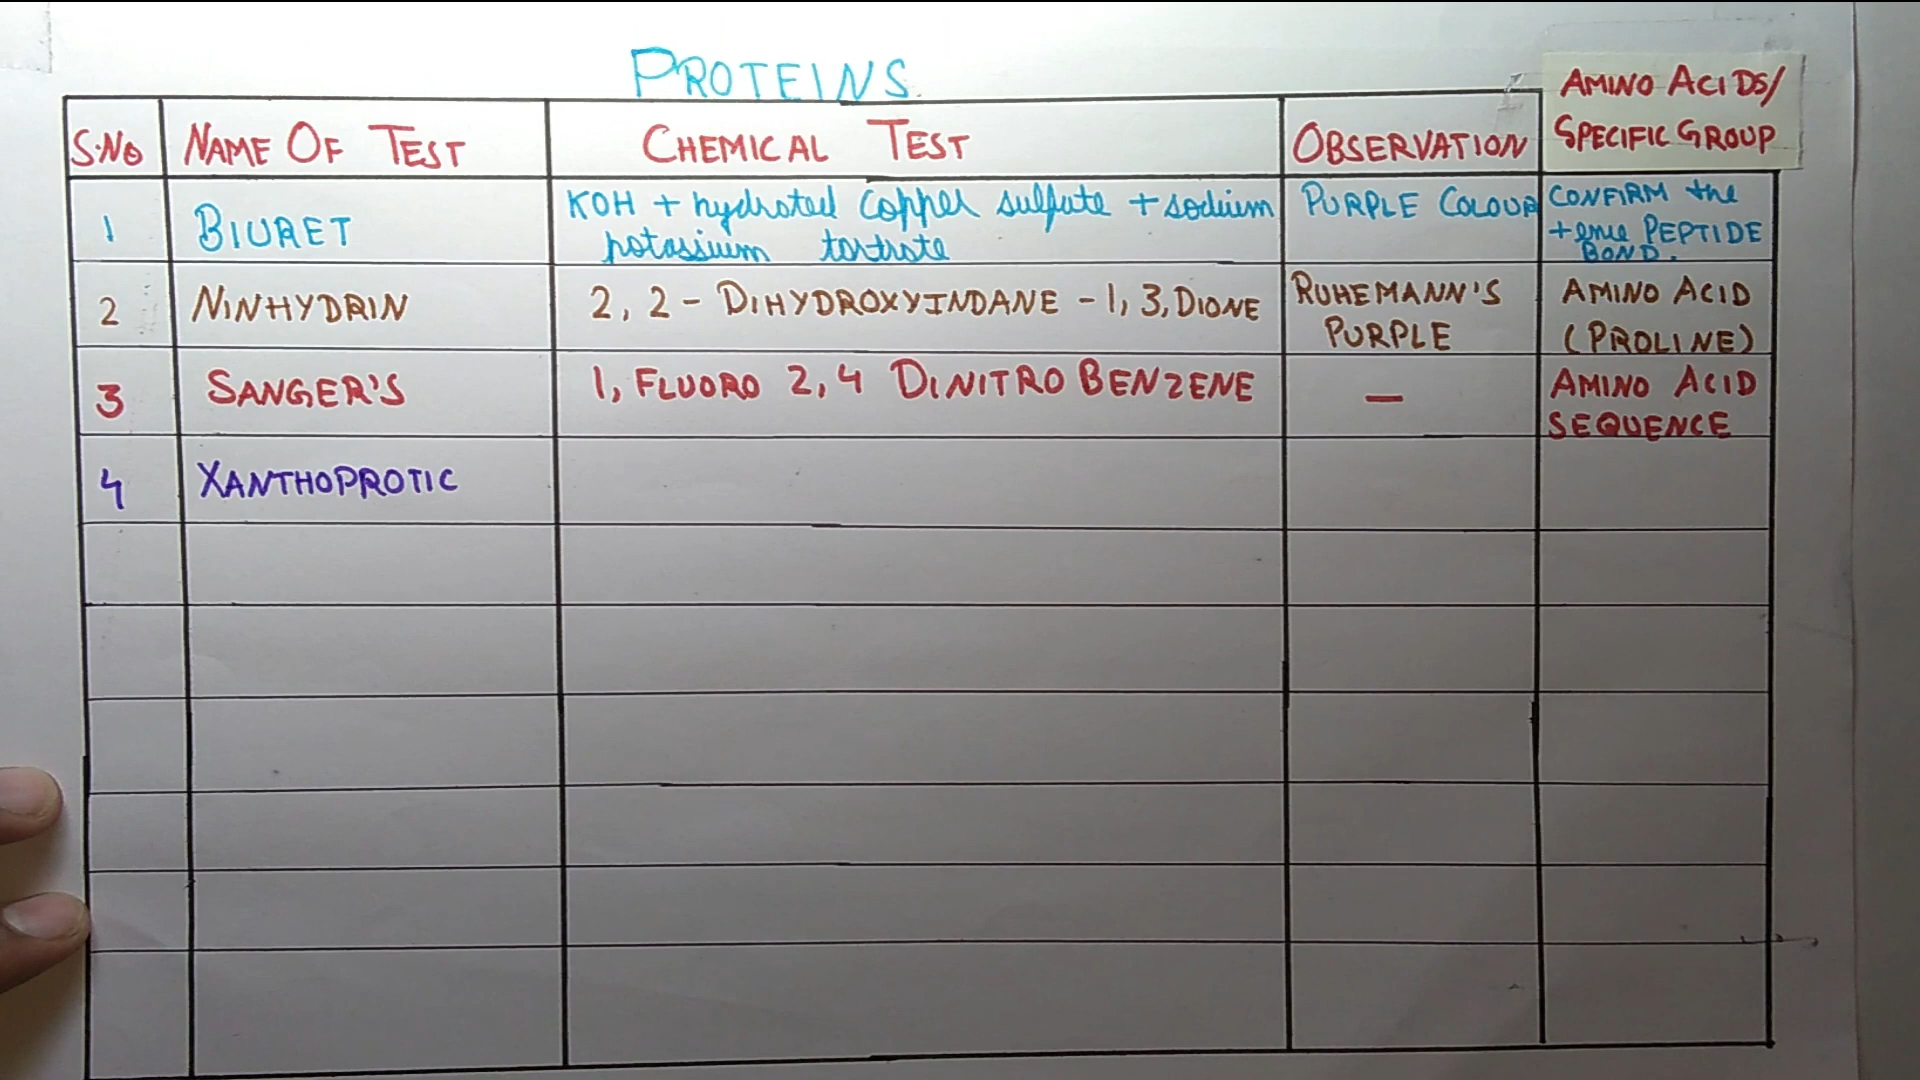 PROTEINS
S.NO NAME OF TEST CHEMICAL TEST OBSERVATION AMINO ACIDS/
SPECIFIC GROUP
1 BIURET KOH + hydrated copper sulfate + sodium
potassium tartrate
PURPLE COLOUR
CONFIRM the
+ence PEPTIDE
BOND.
2 NINHYDRIN 2, 2 - DIHYDROXYINDANE - 1, 3, DIONE
RUHEMANN'S
PURPLE
AMINO ACID
(PROLINE)
3 SANGER'S 1, FLUORO 2, 4 DINITRO BENZENE —
AMINO ACID
SEQUENCE
4 XANTHOPROTIC